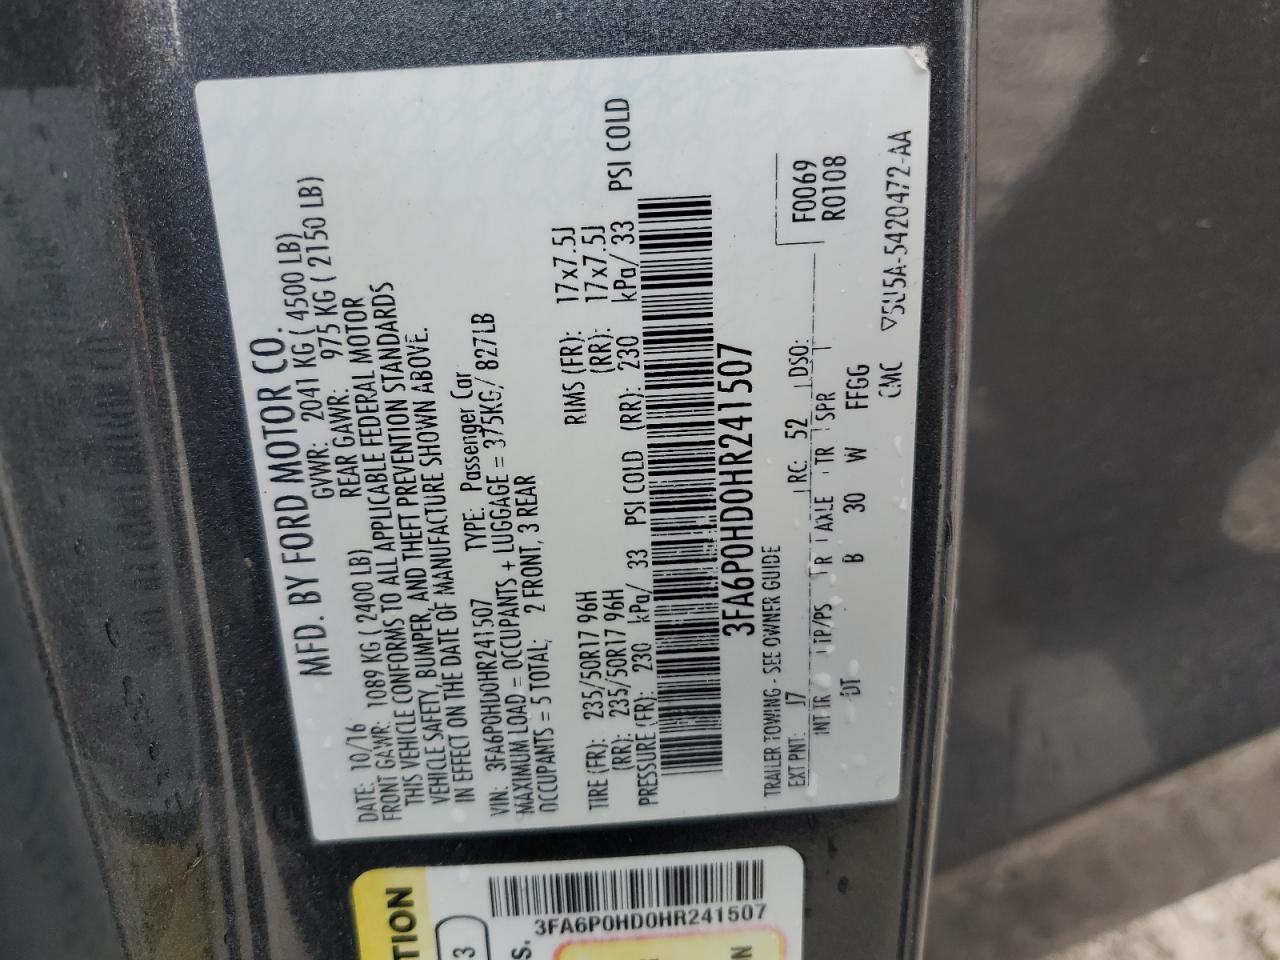 MFD. BY FORD MOTOR CO.
DATE: 10/16 GVWR: 2041 KG ( 4500 LB)
FRONT GAWR: 1089 KG ( 2400 LB) REAR GAWR: 975 KG ( 2150 LB)
THIS VEHICLE CONFORMS TO ALL APPLICABLE FEDERAL MOTOR
VEHICLE SAFETY, BUMPER, AND THEFT PREVENTION STANDARDS
IN EFFECT ON THE DATE OF MANUFACTURE SHOWN ABOVE.
VIN: 3FA6P0HD0HR241507 TYPE: Passenger Car
MAXIMUM LOAD = OCCUPANTS + LUGGAGE = 375KG/ 827LB
OCCUPANTS = 5 TOTAL; 2 FRONT, 3 REAR
TIRE (FR): 235/50R17 96H RIMS (FR): 17x7.5J
(RR): 235/50R17 96H (RR): 17x7.5J
PRESSURE (FR): 230 kPa/ 33 PSI COLD (RR): 230 kPa/ 33 PSI COLD
3FA6P0HD0HR241507
TRAILER TOWING - SEE OWNER GUIDE
F0069
EXT PNT: J7 RC: 52 DSO: R0108
INT TR TP/PS R AXLE TR SPR
DT B 30 W FFGG
CMC 5U5A-5420472-AA
TION
3
S.
3FA6P0HD0HR241507
N